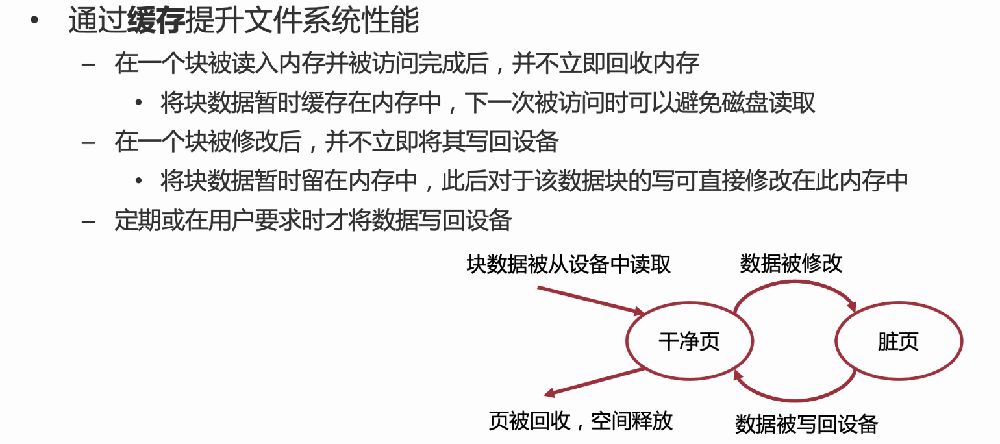 • 通过缓存提升文件系统性能
– 在一个块被读入内存并被访问完成后，并不立即回收内存
• 将块数据暂时缓存在内存中，下一次被访问时可以避免磁盘读取
– 在一个块被修改后，并不立即将其写回设备
• 将块数据暂时留在内存中，此后对于该数据块的写可直接修改在此内存中
– 定期或在用户要求时才将数据写回设备
块数据被从设备中读取
数据被修改
干净页
脏页
页被回收，空间释放
数据被写回设备